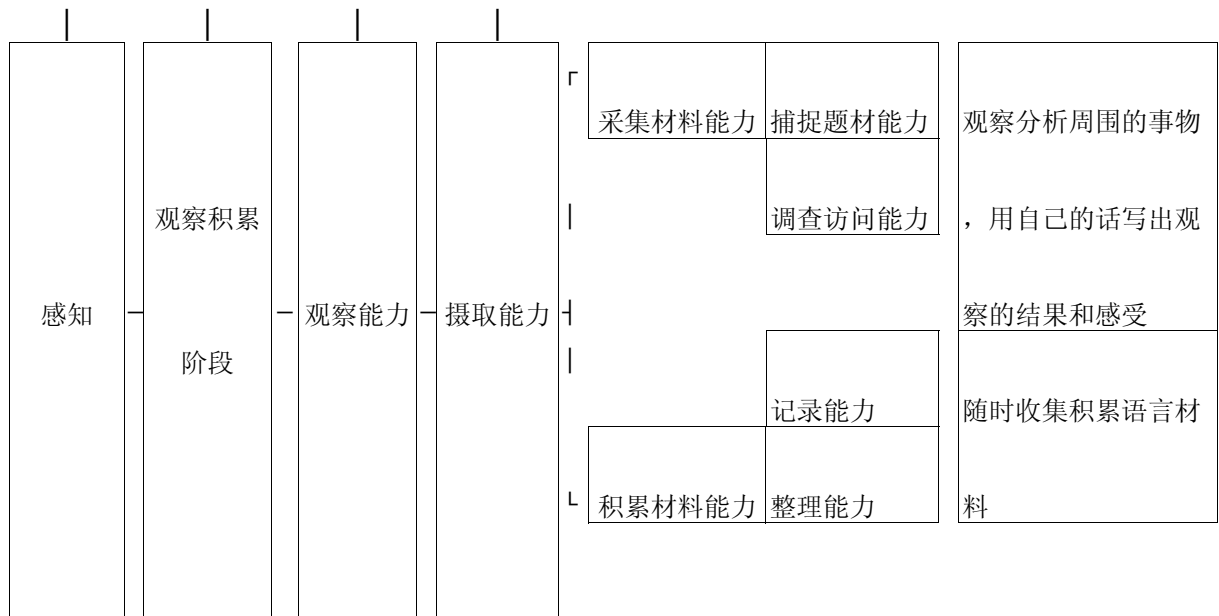 采集材料能力 捕捉题材能力 观察分析周围的事物
观察积累 调查访问能力 ，用自己的话写出观
感知 观察能力 摄取能力 察的结果和感受
阶段
记录能力 随时收集积累语言材
积累材料能力 整理能力 料